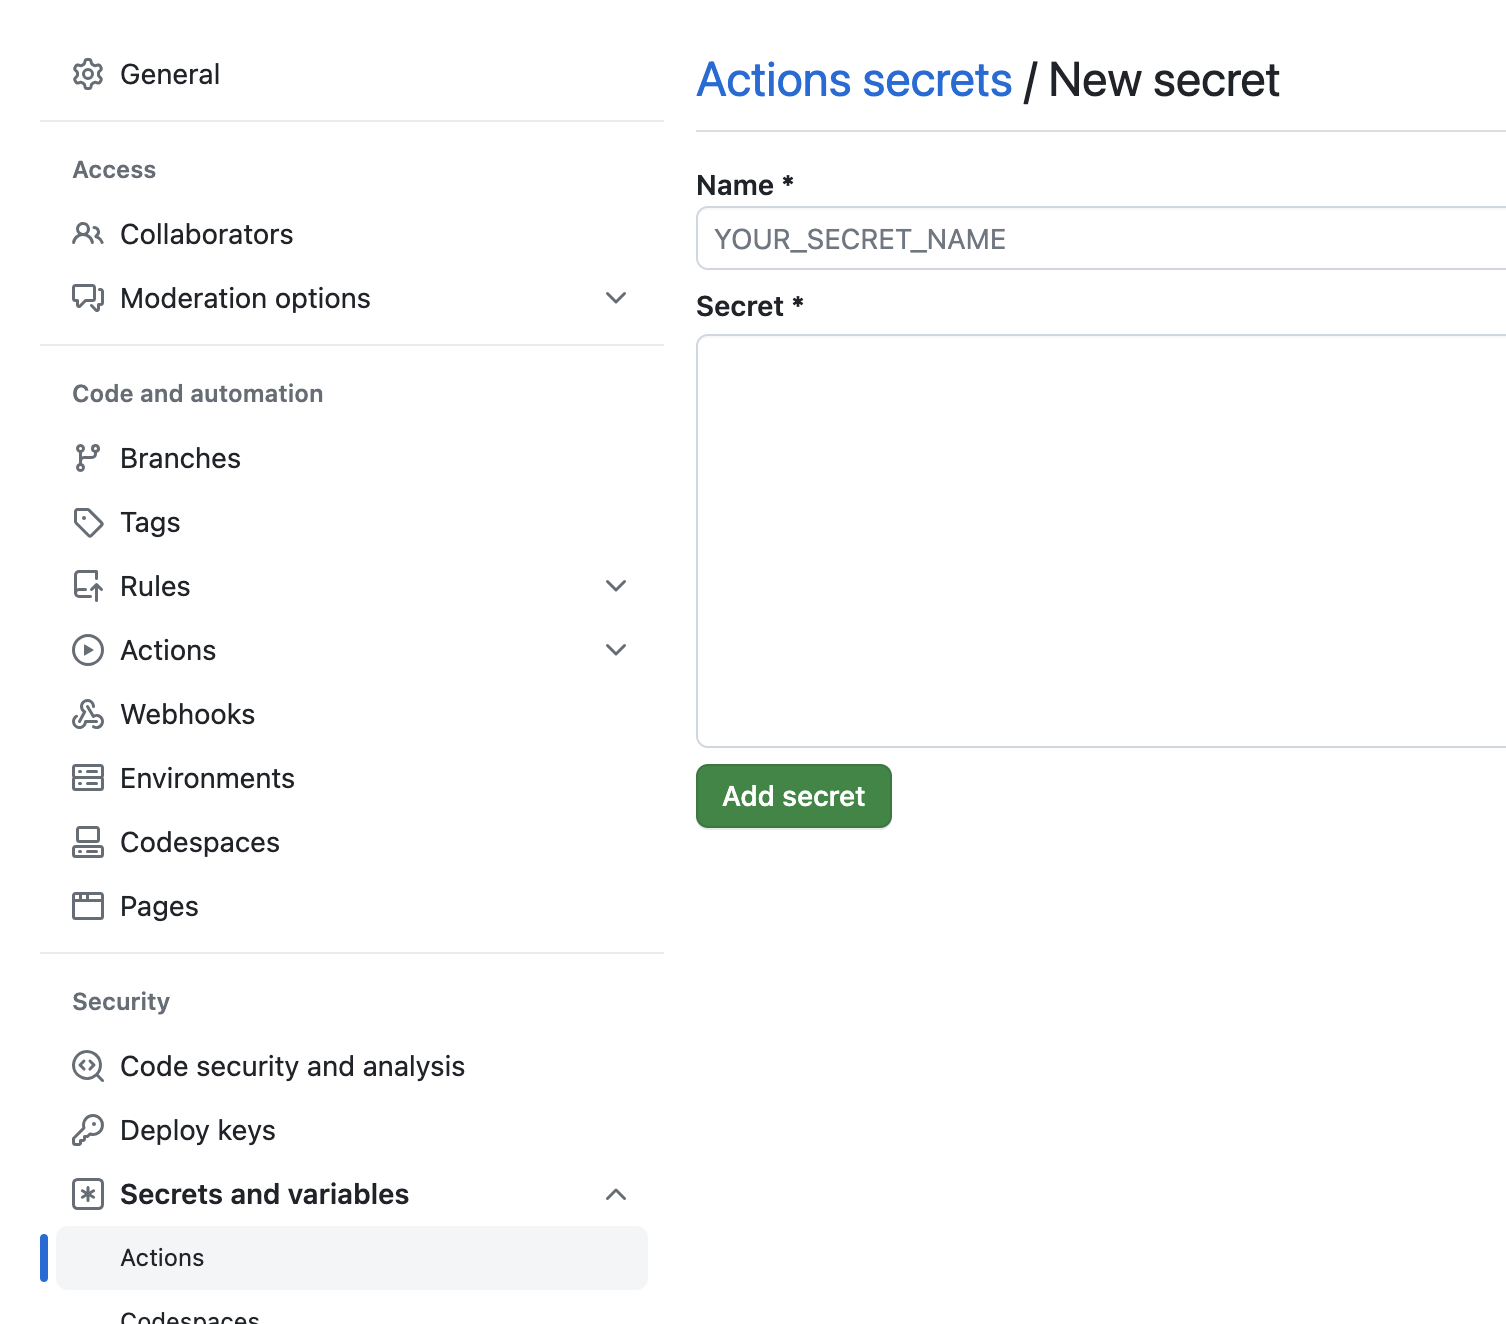 General
Access
Collaborators
Moderation options
Code and automation
Branches
Tags
Rules
Actions
Webhooks
Environments
Codespaces
Pages
Security
Code security and analysis
Deploy keys
Secrets and variables
Actions
Codespaces
Actions secrets / New secret
Name *
YOUR_SECRET_NAME
Secret *
Add secret